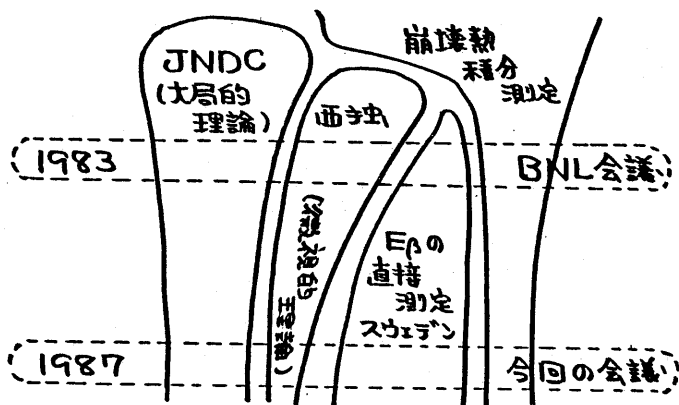 JNDC
(大局的
理論)
西独
崩壊熱
積分
測定
1983
BNL会議
(微視的
理論)
Eβの
直接
測定
スウェデン
1987
今回の会議